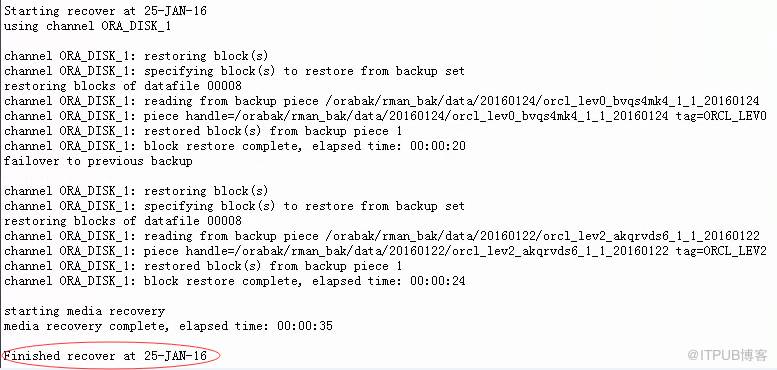 Starting recover at 25-JAN-16
using channel ORA_DISK_1
channel ORA_DISK_1: restoring block(s)
channel ORA_DISK_1: specifying block(s) to restore from backup set
restoring blocks of datafile 00008
channel ORA_DISK_1: reading from backup piece /orabak/rman_bak/data/20160124/orcl_lev0_bvqs4mk4_1_1_20160124
channel ORA_DISK_1: piece handle=/orabak/rman_bak/data/20160124/orcl_lev0_bvqs4mk4_1_1_20160124 tag=ORCL_LEV0
channel ORA_DISK_1: restored block(s) from backup piece 1
channel ORA_DISK_1: block restore complete, elapsed time: 00:00:20
failover to previous backup
channel ORA_DISK_1: restoring block(s)
channel ORA_DISK_1: specifying block(s) to restore from backup set
restoring blocks of datafile 00008
channel ORA_DISK_1: reading from backup piece /orabak/rman_bak/data/20160122/orcl_lev2_akqrvds6_1_1_20160122
channel ORA_DISK_1: piece handle=/orabak/rman_bak/data/20160122/orcl_lev2_akqrvds6_1_1_20160122 tag=ORCL_LEV2
channel ORA_DISK_1: restored block(s) from backup piece 1
channel ORA_DISK_1: block restore complete, elapsed time: 00:00:24
starting media recovery
media recovery complete, elapsed time: 00:00:35
Finished recover at 25-JAN-16
@ITPUB博客